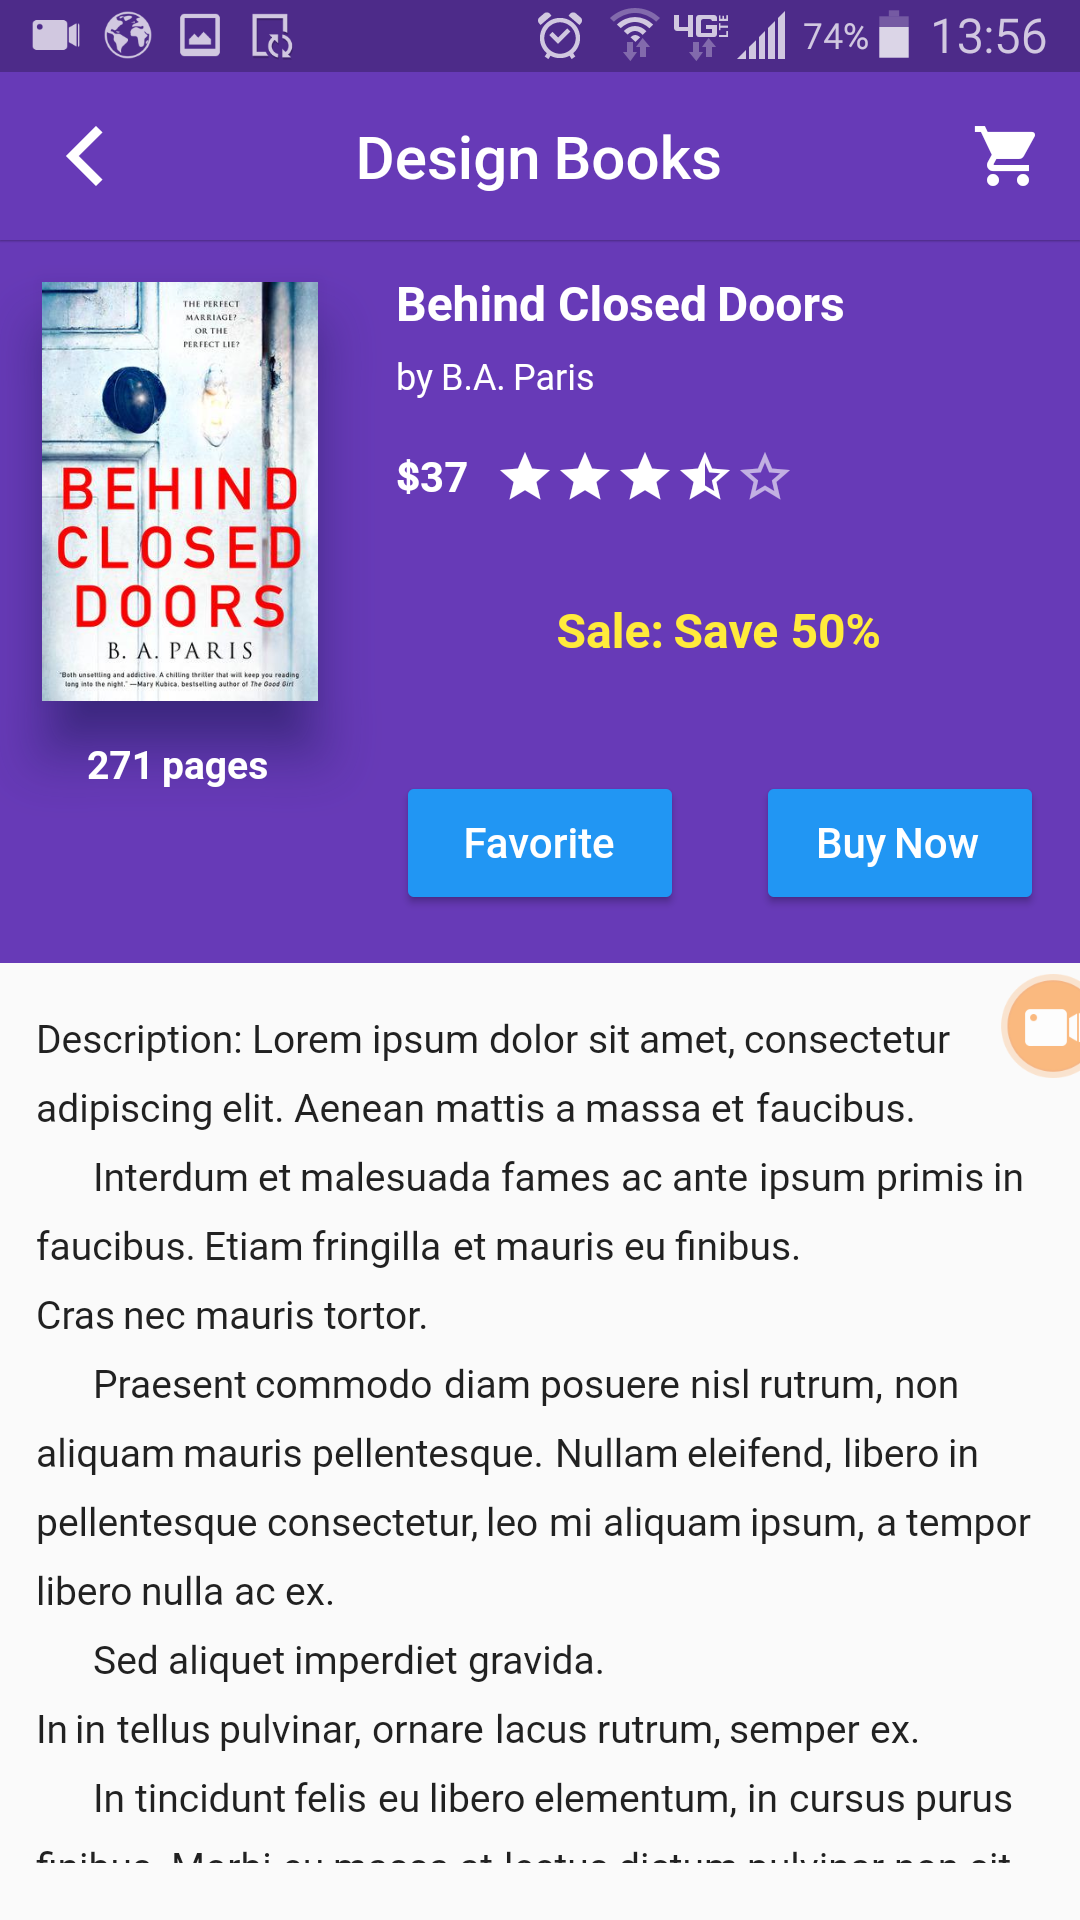 4G LTE 74% 13:56
Design Books
THE PERFECT
MARRIAGE?
OR THE
PERFECT LIE?
BEHIND
CLOSED
DOORS
B. A. PARIS
"Both unsettling and addictive. A chilling thriller that will keep you reading
long into the night." —Mary Kubica, bestselling author of The Good Girl
271 pages
Behind Closed Doors
by B.A. Paris
$37
Sale: Save 50%
Favorite
Buy Now
Description: Lorem ipsum dolor sit amet, consectetur
adipiscing elit. Aenean mattis a massa et faucibus.
Interdum et malesuada fames ac ante ipsum primis in
faucibus. Etiam fringilla et mauris eu finibus.
Cras nec mauris tortor.
Praesent commodo diam posuere nisl rutrum, non
aliquam mauris pellentesque. Nullam eleifend, libero in
pellentesque consectetur, leo mi aliquam ipsum, a tempor
libero nulla ac ex.
Sed aliquet imperdiet gravida.
In in tellus pulvinar, ornare lacus rutrum, semper ex.
In tincidunt felis eu libero elementum, in cursus purus